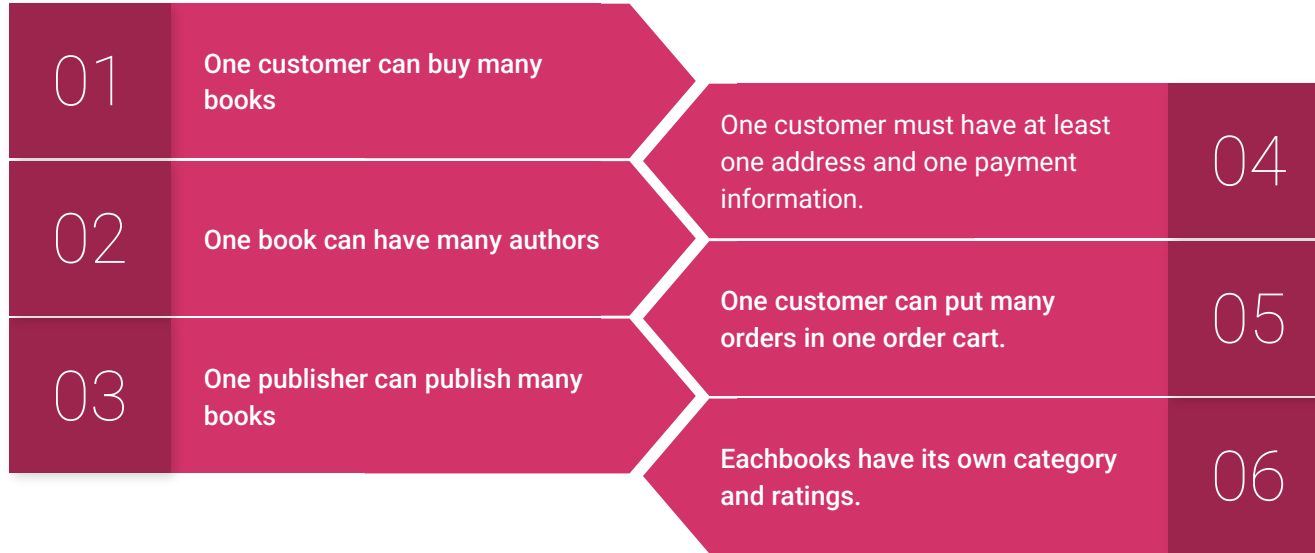 01
One customer can buy many
books
02
One book can have many authors
03
One publisher can publish many
books
One customer must have at least
one address and one payment
information.
04
One customer can put many
orders in one order cart.
05
Eachbooks have its own category
and ratings.
06